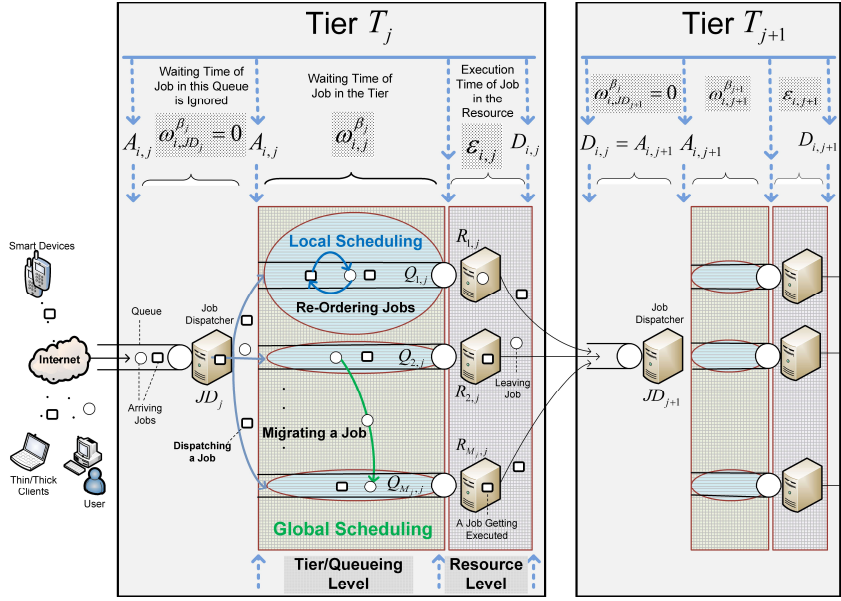 Tier T_j
Tier T_{j+1}
Waiting Time of
Job in this Queue
is Ignored
Waiting Time of
Job in the Tier
Execution
Time of Job
in the
Resource
A_{i,j}
ω_{i,JD_j}^{β_j} = 0
A_{i,j}
ω_{i,j}^{β_j}
ε_{i,j}
D_{i,j}
ω_{i,JD_{j+1}}^{β_j} = 0
ω_{i,j+1}^{β_{j+1}}
ε_{i,j+1}
D_{i,j} = A_{i,j+1}
A_{i,j+1}
D_{i,j+1}
Smart Devices
Internet
Thin/Thick
Clients
User
Queue
Arriving
Jobs
Job
Dispatcher
JD_j
Dispatching
a Job
Local Scheduling
Q_{1,j}
Re-Ordering Jobs
Q_{2,j}
Migrating a Job
Q_{M_j,j}
Global Scheduling
R_{1,j}
R_{2,j}
Leaving
Job
R_{M_j,j}
A Job Getting
Executed
Job
Dispatcher
JD_{j+1}
Tier/Queueing
Level
Resource
Level